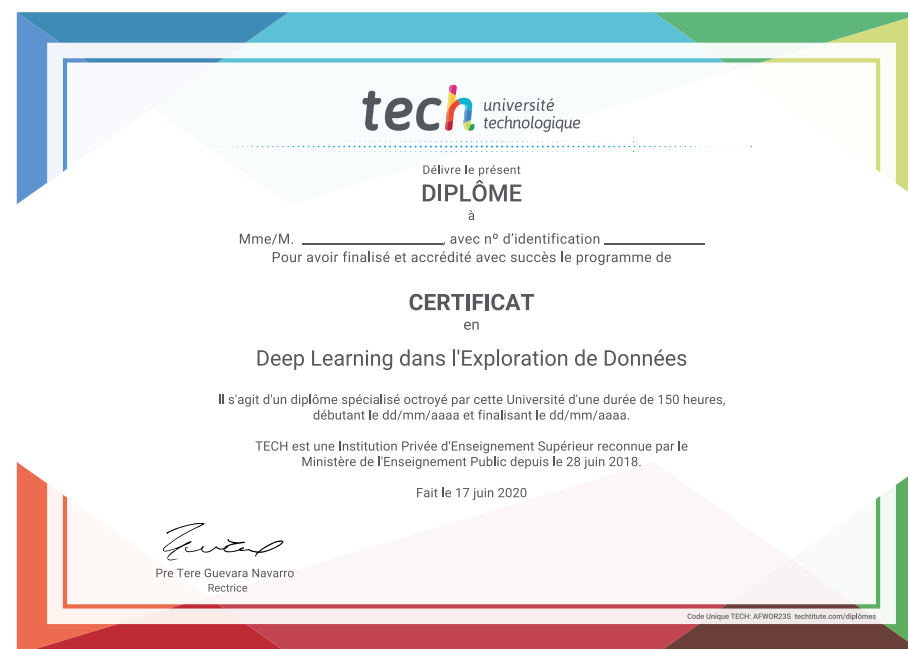 tech université
technologique
Délivre le présent
DIPLÔME
à
Mme/M. ____________________, avec nº d'identification ______________
Pour avoir finalisé et accrédité avec succès le programme de
CERTIFICAT
en
Deep Learning dans l'Exploration de Données
Il s'agit d'un diplôme spécialisé octroyé par cette Université d'une durée de 150 heures,
débutant le dd/mm/aaaa et finalisant le dd/mm/aaaa.
TECH est une Institution Privée d'Enseignement Supérieur reconnue par le
Ministère de l'Enseignement Public depuis le 28 juin 2018.
Fait le 17 juin 2020
Pre Tere Guevara Navarro
Rectrice
Code Unique TECH: AFWOR23S techtitute.com/diplômes